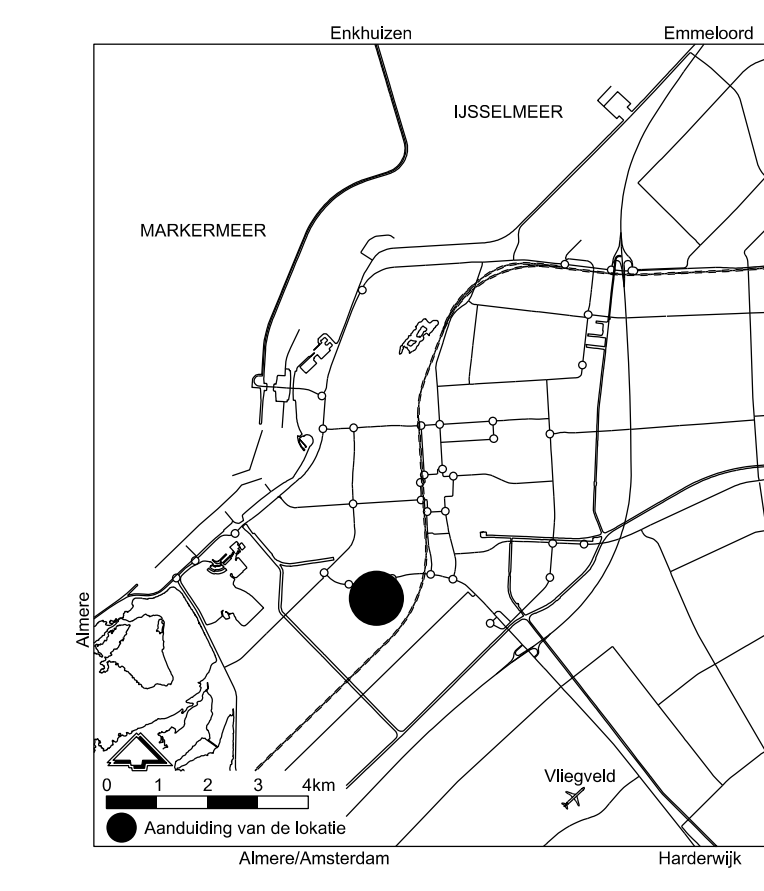 Enkhuizen
Emmeloord
IJSSELMEER
MARKERMEER
Almere
Vliegveld
0 1 2 3 4km
Aanduiding van de lokatie
Almere/Amsterdam
Harderwijk